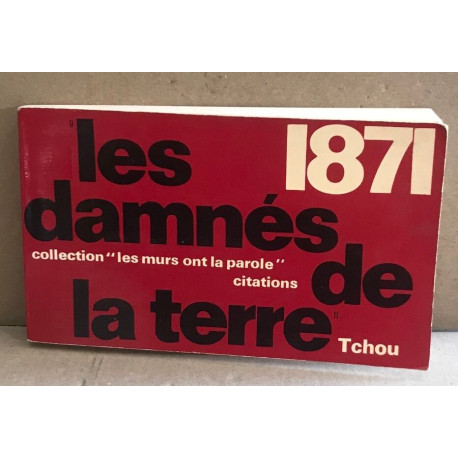 1871
"les
damnés
collection "les murs ont la parole"
citations
de
la terre"
Tchou